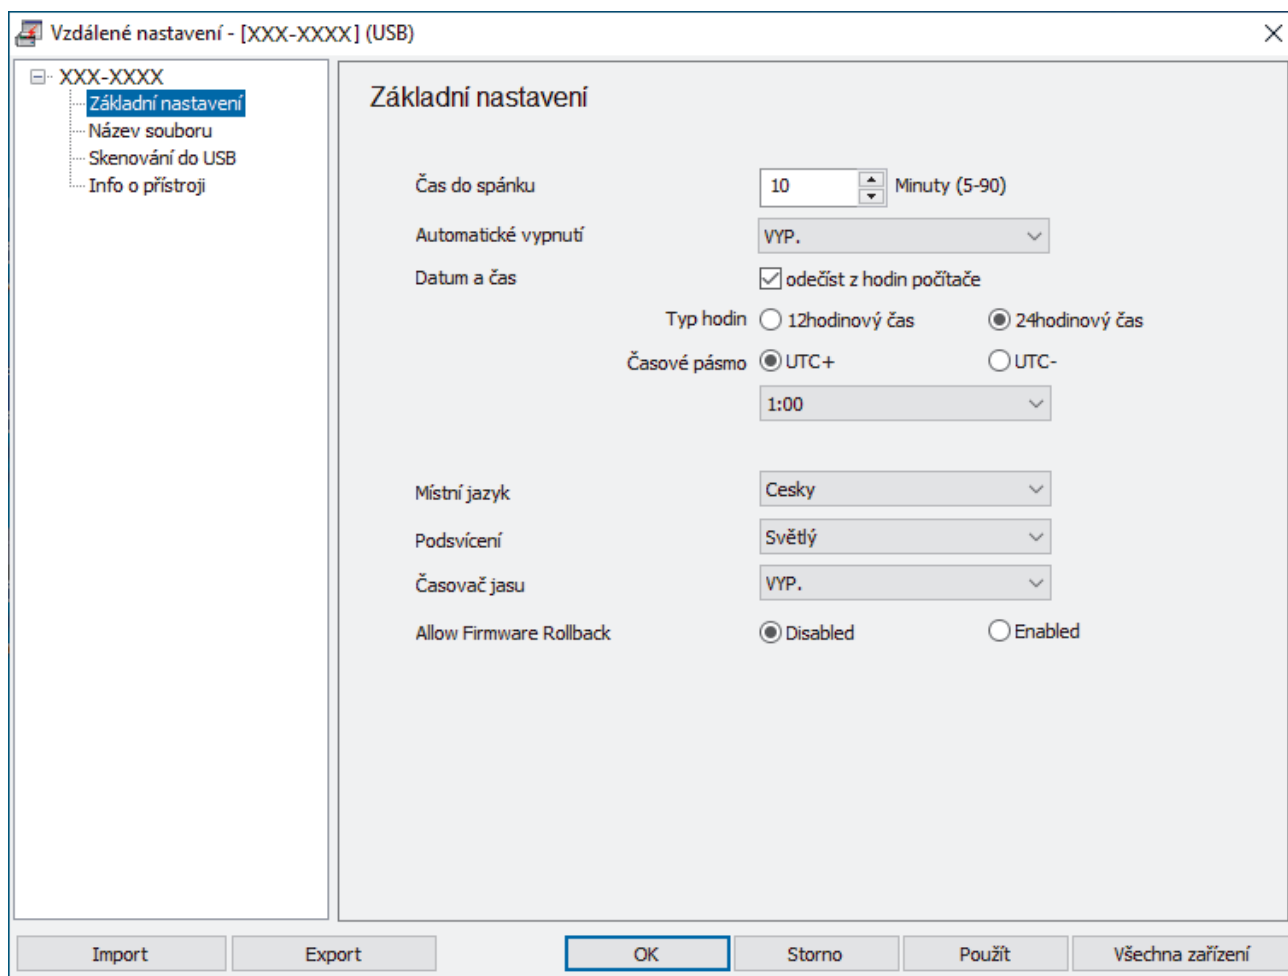 Vzdálené nastavení - [XXX-XXXX] (USB)
XXX-XXXX
Základní nastavení
Název souboru
Skenování do USB
Info o přístroji
Základní nastavení
Čas do spánku 10 Minuty (5-90)
Automatické vypnutí VYP.
Datum a čas odečíst z hodin počítače
Typ hodin 12hodinový čas 24hodinový čas
Časové pásmo UTC+ UTC-
1:00
Místní jazyk Cesky
Podsvícení Světlý
Časovač jasu VYP.
Allow Firmware Rollback Disabled Enabled
Import Export OK Storno Použít Všechna zařízení